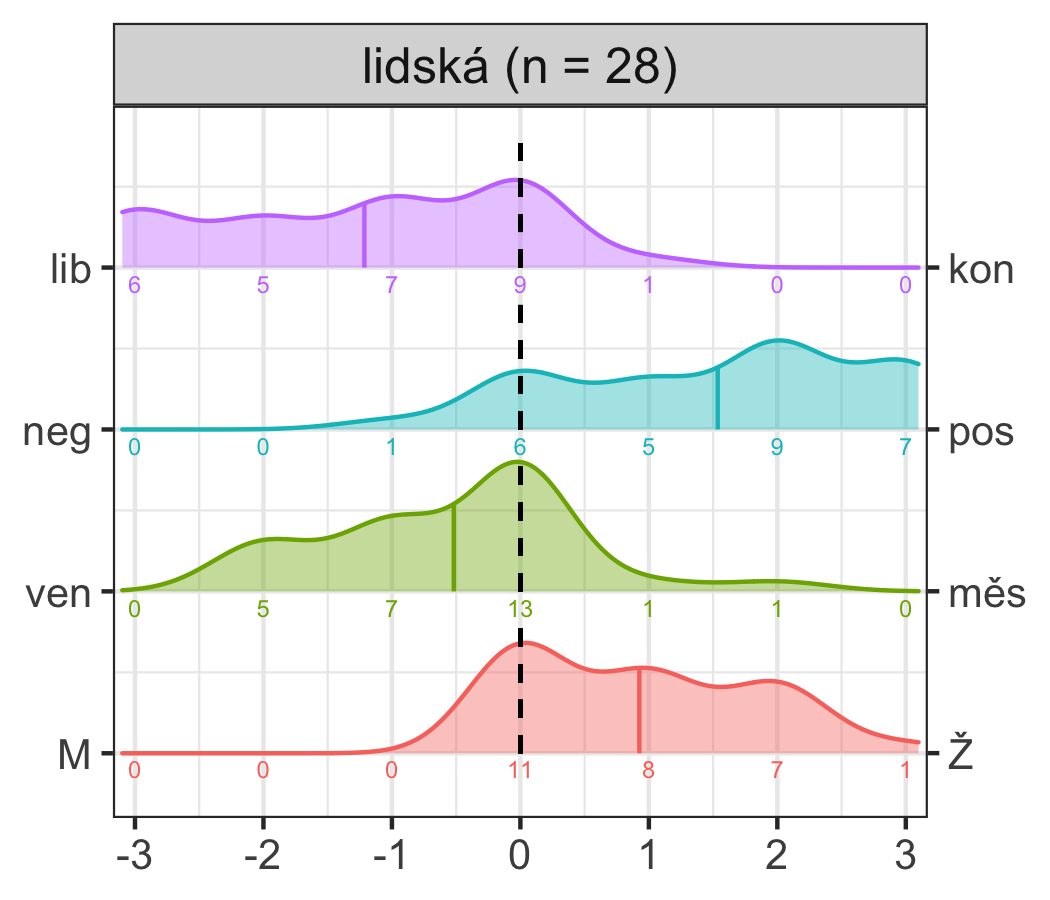 lidská (n = 28)
lib kon
6 5 7 9 1 0 0
neg pos
0 0 1 6 5 9 7
ven měs
0 5 7 13 1 1 0
M Ž
0 0 0 11 8 7 1
-3 -2 -1 0 1 2 3